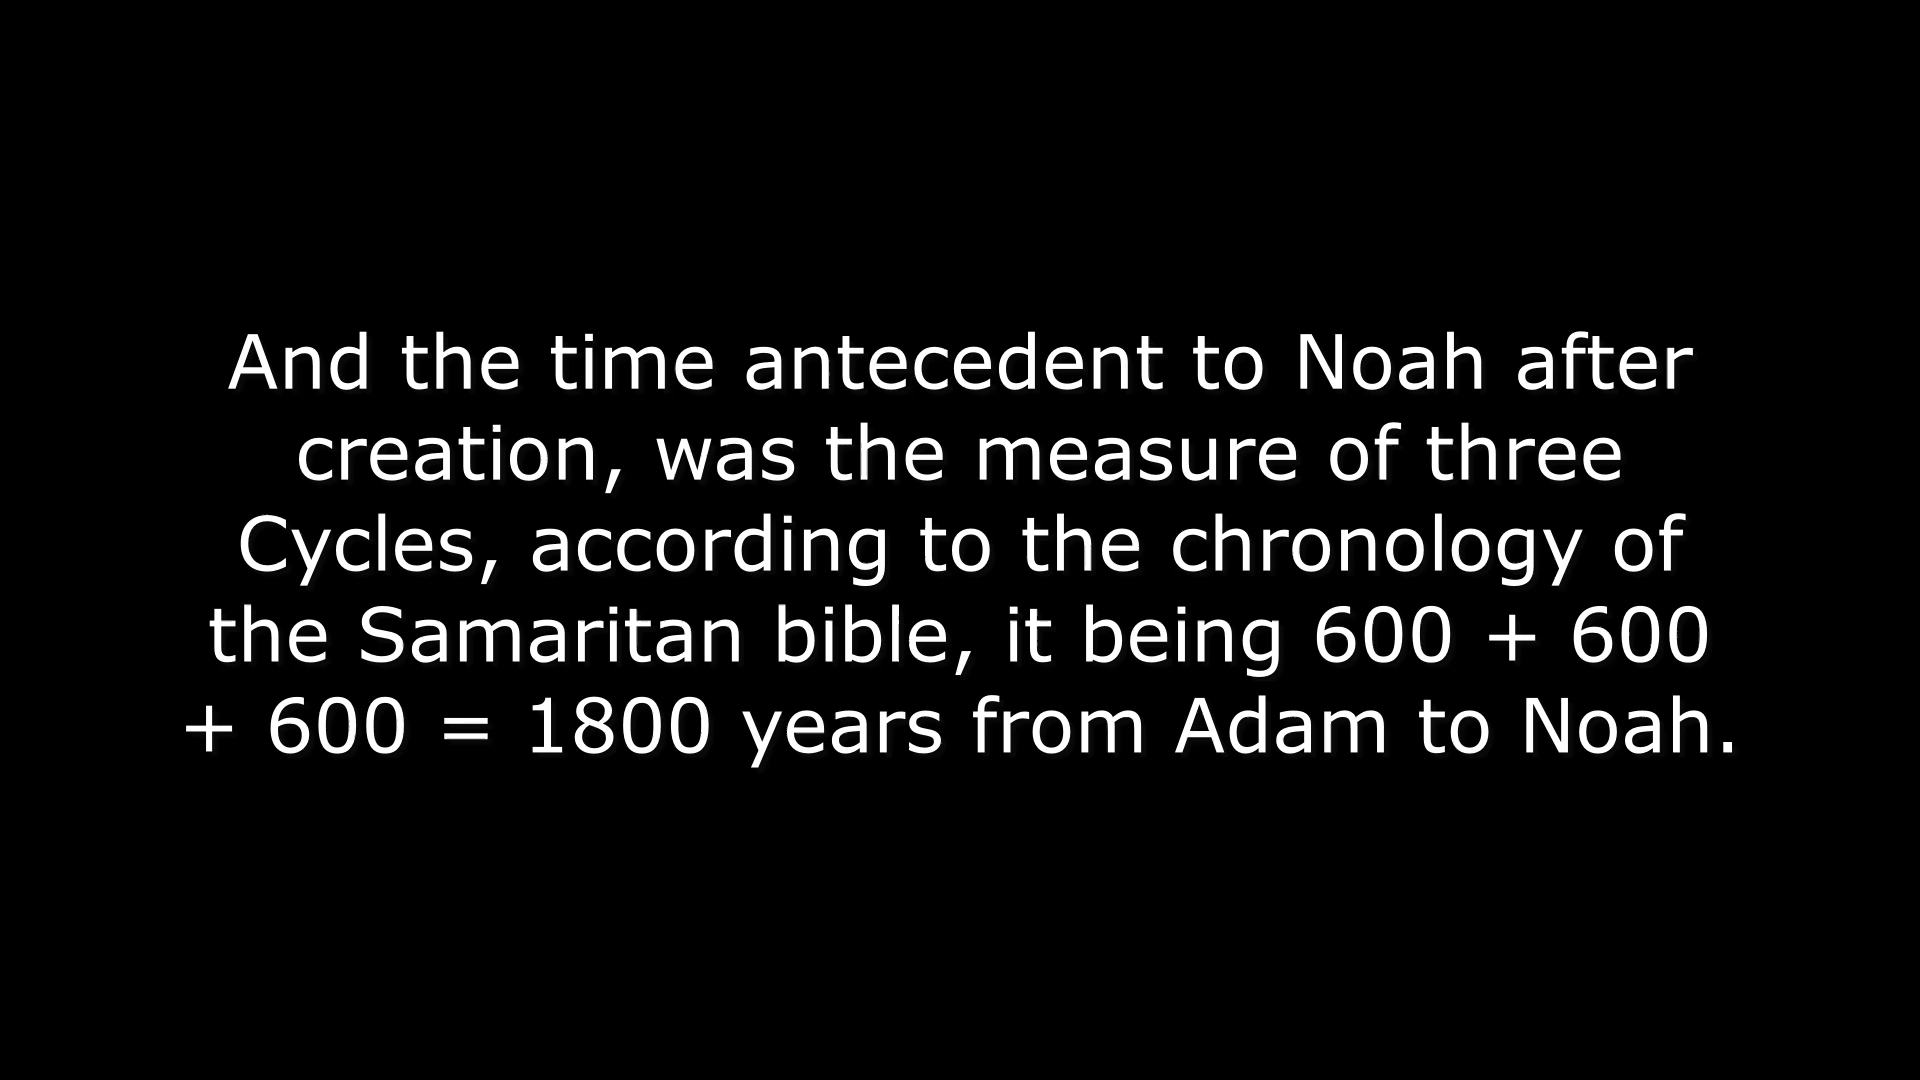 And the time antecedent to Noah after
creation, was the measure of three
Cycles, according to the chronology of
the Samaritan bible, it being 600 + 600
+ 600 = 1800 years from Adam to Noah.